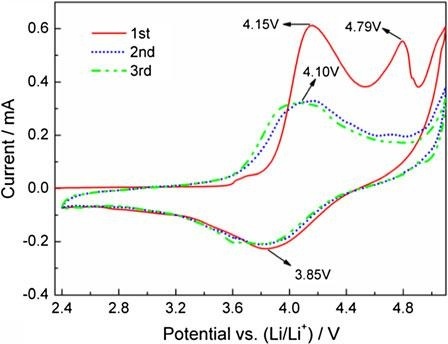 1st
2nd
3rd
4.15V
4.79V
4.10V
3.85V
0.6
0.4
0.2
0.0
-0.2
-0.4
Current / mA
2.4 2.8 3.2 3.6 4.0 4.4 4.8
Potential vs. (Li/Li⁺) / V